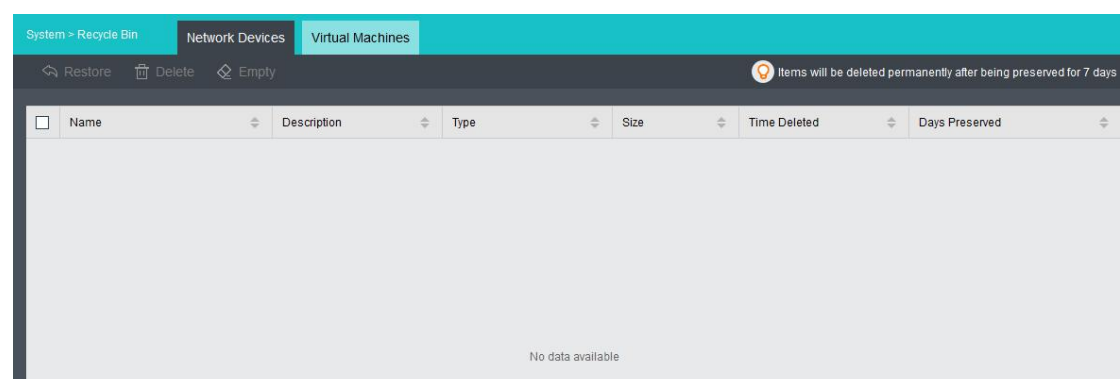 System > Recycle Bin Network Devices Virtual Machines
Restore Delete Empty Items will be deleted permanently after being preserved for 7 days
Name Description Type Size Time Deleted Days Preserved
No data available